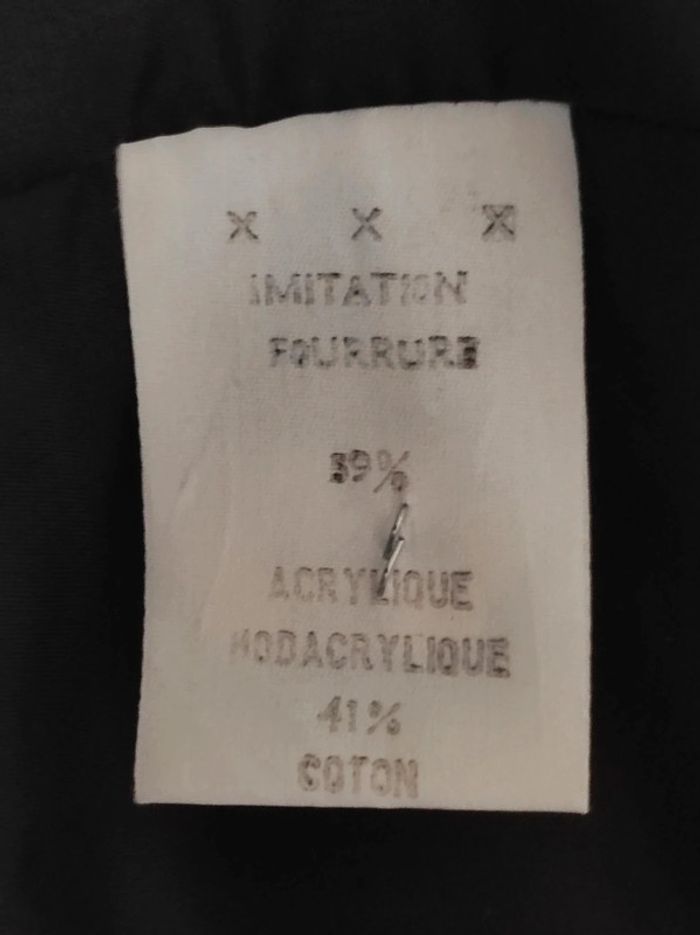 X X X
IMITATION
FOURRURE
59%
ACRYLIQUE
MODACRYLIQUE
41%
COTON